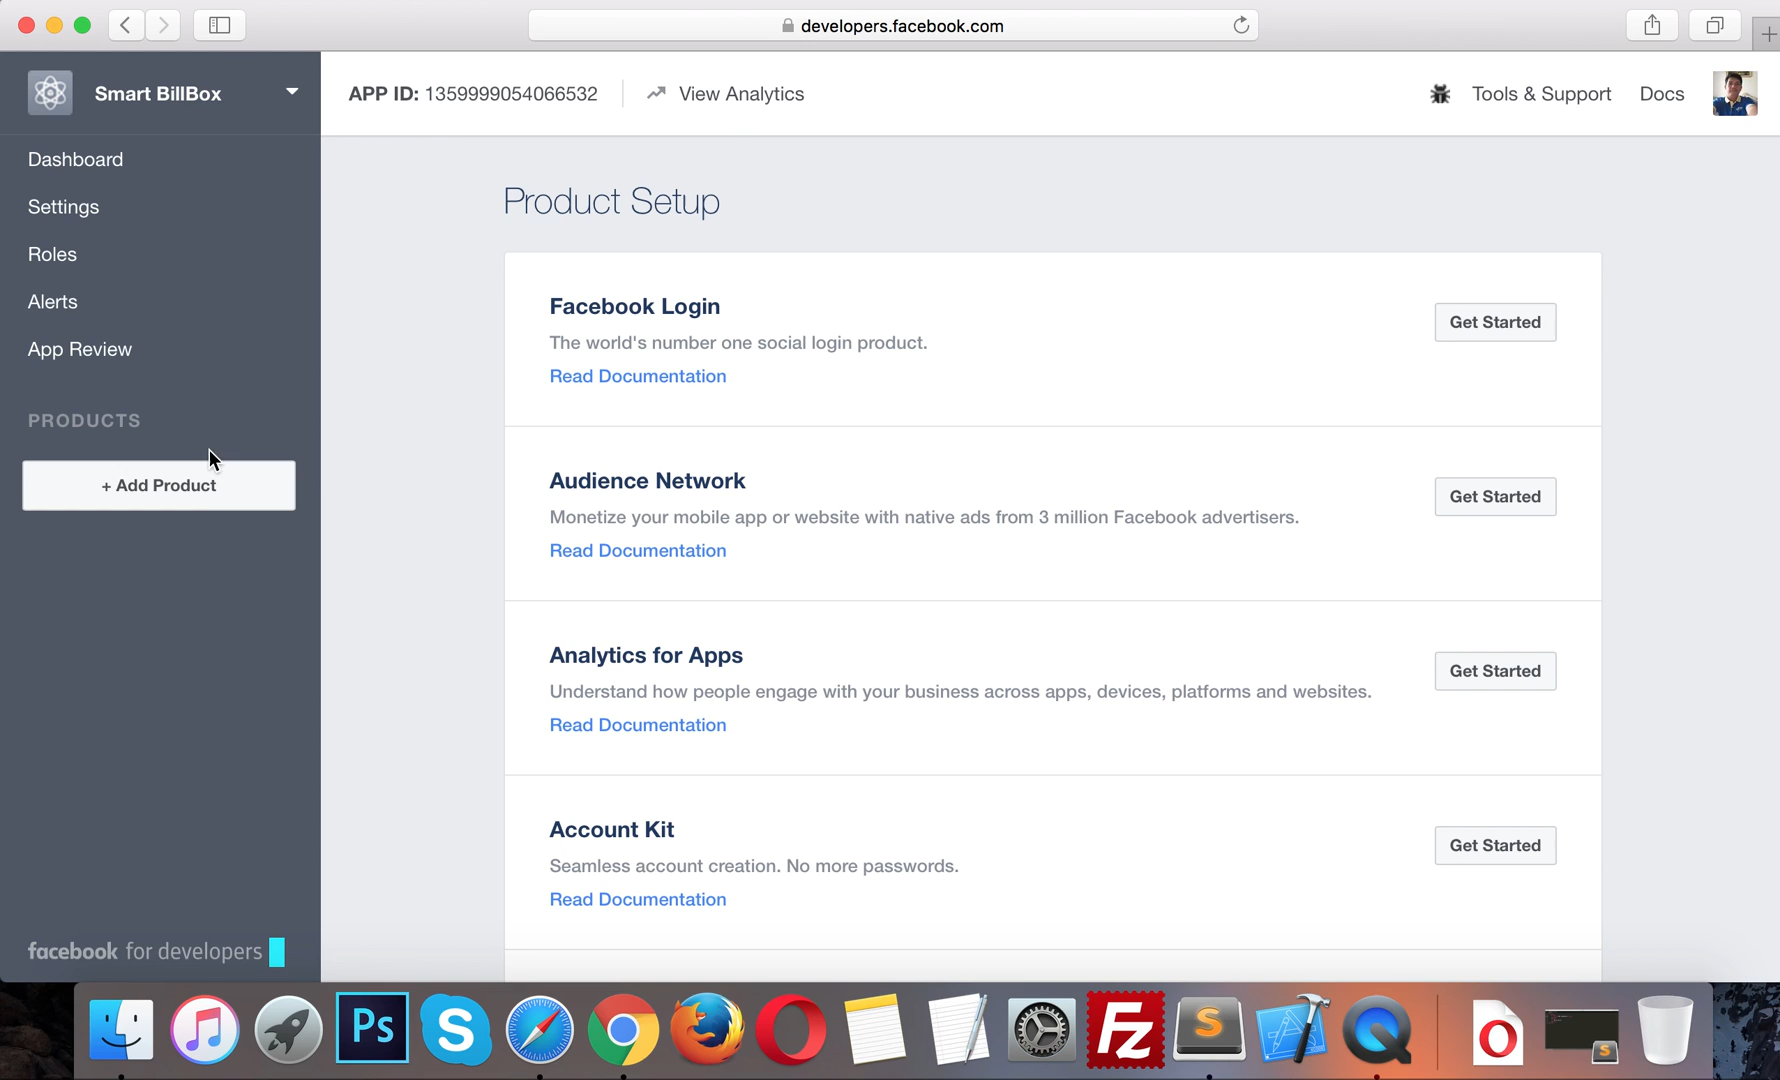 developers.facebook.com
Smart BillBox
APP ID: 1359999054066532
View Analytics
Tools & Support
Docs
Dashboard
Settings
Roles
Alerts
App Review
PRODUCTS
+ Add Product
facebook for developers
Product Setup
Facebook Login
The world's number one social login product.
Read Documentation
Get Started
Audience Network
Monetize your mobile app or website with native ads from 3 million Facebook advertisers.
Read Documentation
Get Started
Analytics for Apps
Understand how people engage with your business across apps, devices, platforms and websites.
Read Documentation
Get Started
Account Kit
Seamless account creation. No more passwords.
Read Documentation
Get Started
Ps
S
Fz
S